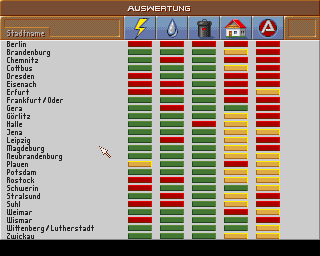 AUSWERTUNG
Stadtname
A
Berlin
Brandenburg
Chemnitz
Cottbus
Dresden
Eisenach
Erfurt
Frankfurt/Oder
Gera
Görlitz
Halle
Jena
Leipzig
Magdeburg
Neubrandenburg
Plauen
Potsdam
Rostock
Schwerin
Stralsund
Suhl
Weimar
Wismar
Wittenberg/Lutherstadt
Zwickau